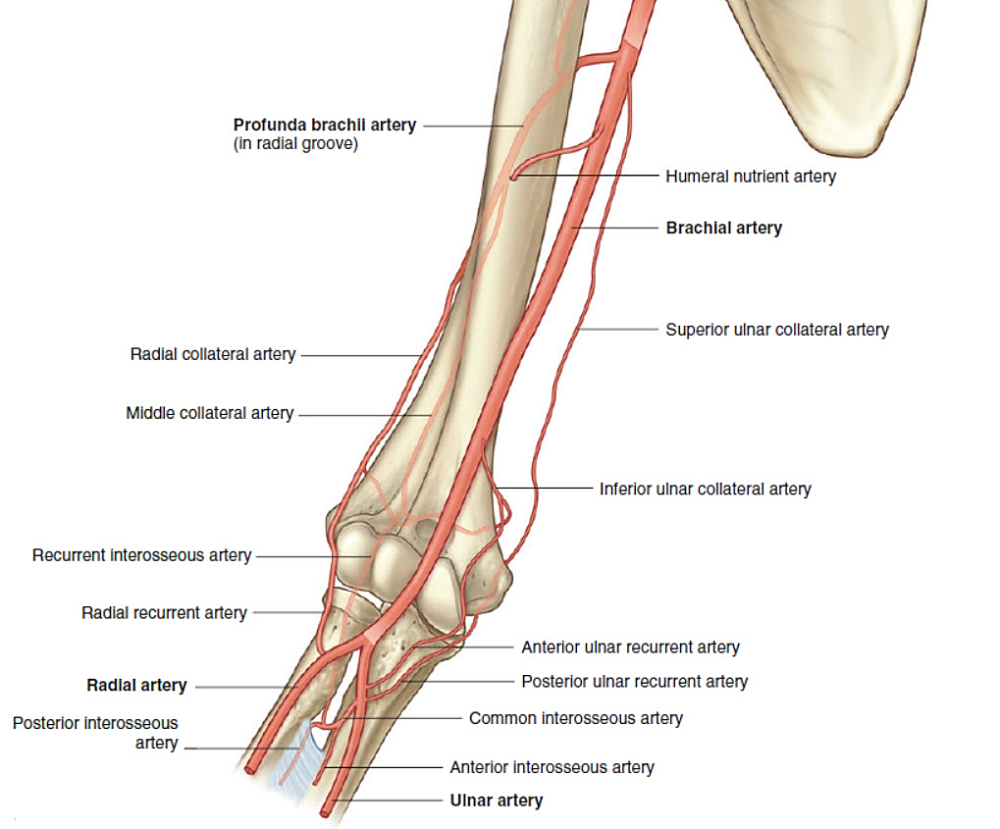 Profunda brachii artery
(in radial groove)
Humeral nutrient artery
Brachial artery
Superior ulnar collateral artery
Radial collateral artery
Middle collateral artery
Inferior ulnar collateral artery
Recurrent interosseous artery
Radial recurrent artery
Anterior ulnar recurrent artery
Posterior ulnar recurrent artery
Radial artery
Common interosseous artery
Posterior interosseous
artery
Anterior interosseous artery
Ulnar artery